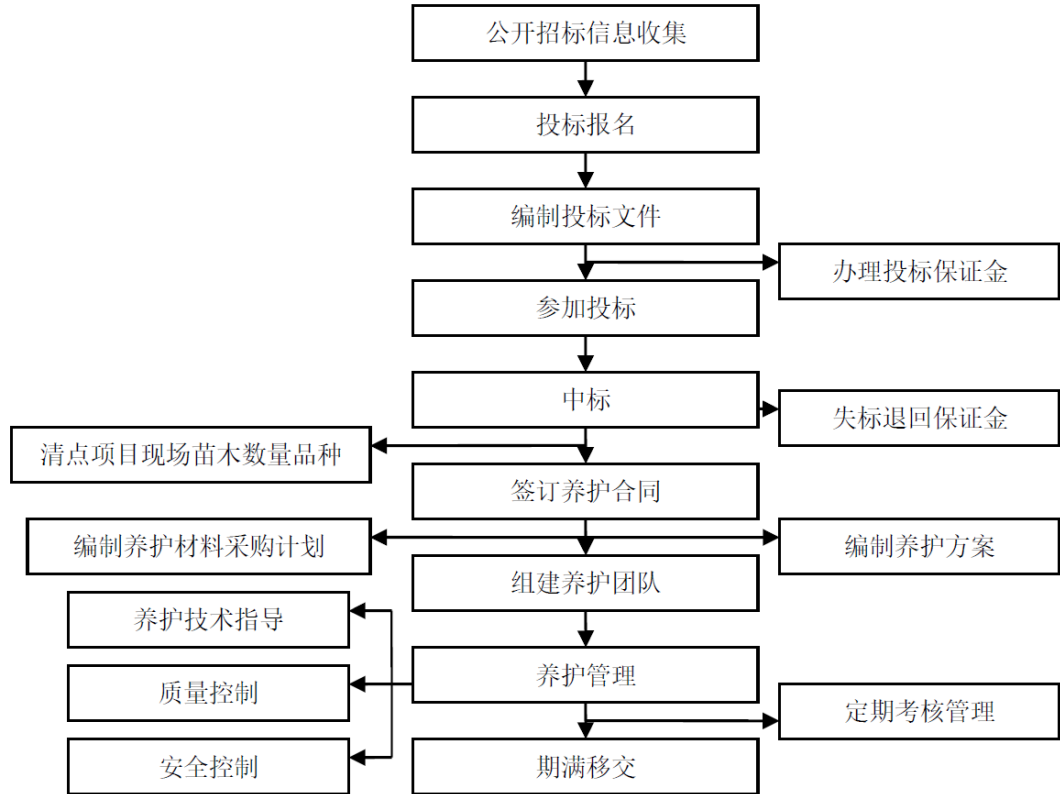 公开招标信息收集
投标报名
编制投标文件
办理投标保证金
参加投标
中标
失标退回保证金
清点项目现场苗木数量品种
签订养护合同
编制养护材料采购计划
编制养护方案
组建养护团队
养护技术指导
养护管理
质量控制
定期考核管理
安全控制
期满移交